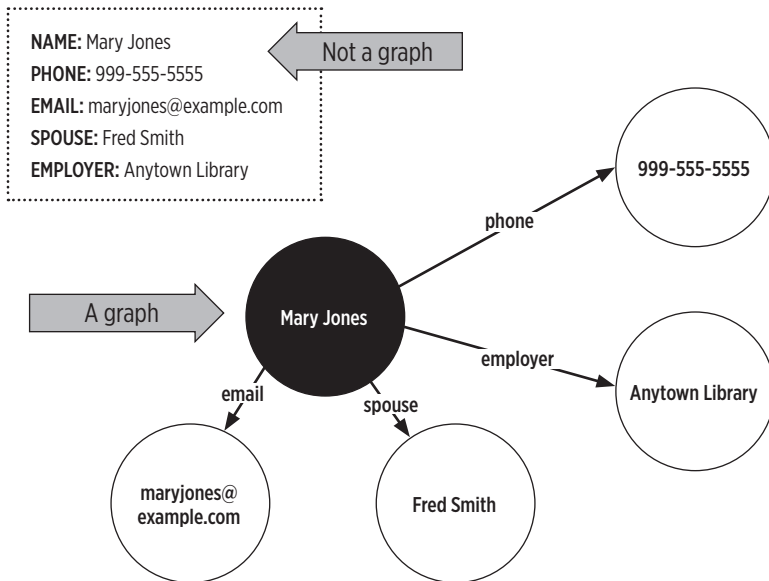 NAME: Mary Jones
PHONE: 999-555-5555
EMAIL: maryjones@example.com
SPOUSE: Fred Smith
EMPLOYER: Anytown Library
Not a graph
999-555-5555
phone
A graph
Mary Jones
employer
Anytown Library
email
spouse
maryjones@
example.com
Fred Smith